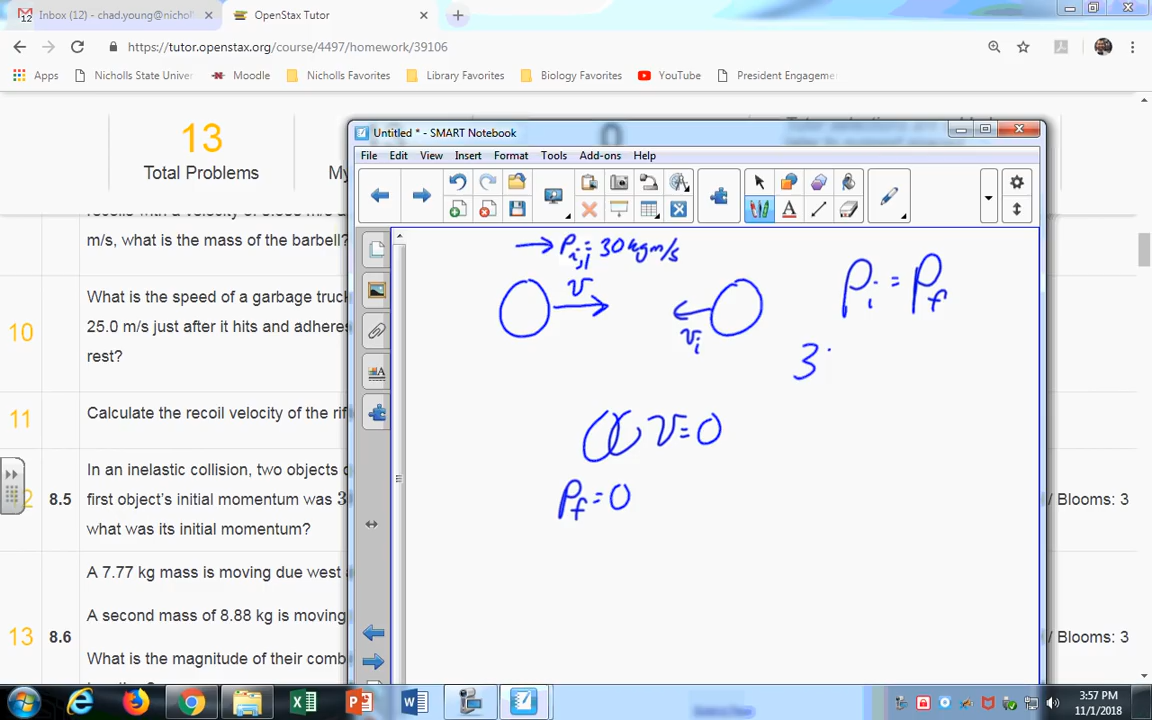 Inbox (12) - chad.young@nichol
OpenStax Tutor
https://tutor.openstax.org/course/4497/homework/39106
Apps
Nicholls State Univer
Moodle
Nicholls Favorites
Library Favorites
Biology Favorites
YouTube
President Engageme
13
Total Problems
My
0
m/s, what is the mass of the barbell?
10
What is the speed of a garbage truck
25.0 m/s just after it hits and adheres
rest?
11
Calculate the recoil velocity of the rif
8.5
In an inelastic collision, two objects c
first object's initial momentum was 3
what was its initial momentum?
/ Blooms: 3
A 7.77 kg mass is moving due west a
13
8.6
A second mass of 8.88 kg is moving
/ Blooms: 3
What is the magnitude of their comb
Untitled * - SMART Notebook
File Edit View Insert Format Tools Add-ons Help
→ Pi,1 = 30 kg m/s
v
vi
Pi = Pf
3
v = 0
Pf = 0
3:57 PM
11/1/2018